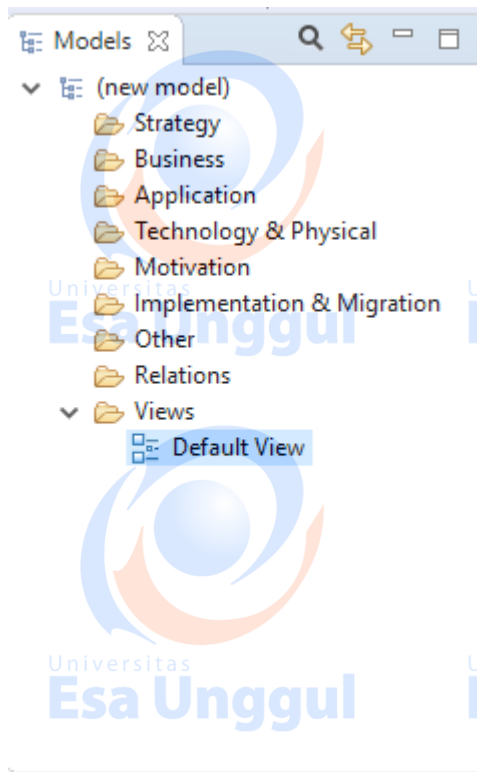 Models
(new model)
Strategy
Business
Application
Technology & Physical
Motivation
Universitas
Implementation & Migration
Esa Unggul
Other
Relations
Views
Default View
Universitas
Esa Unggul